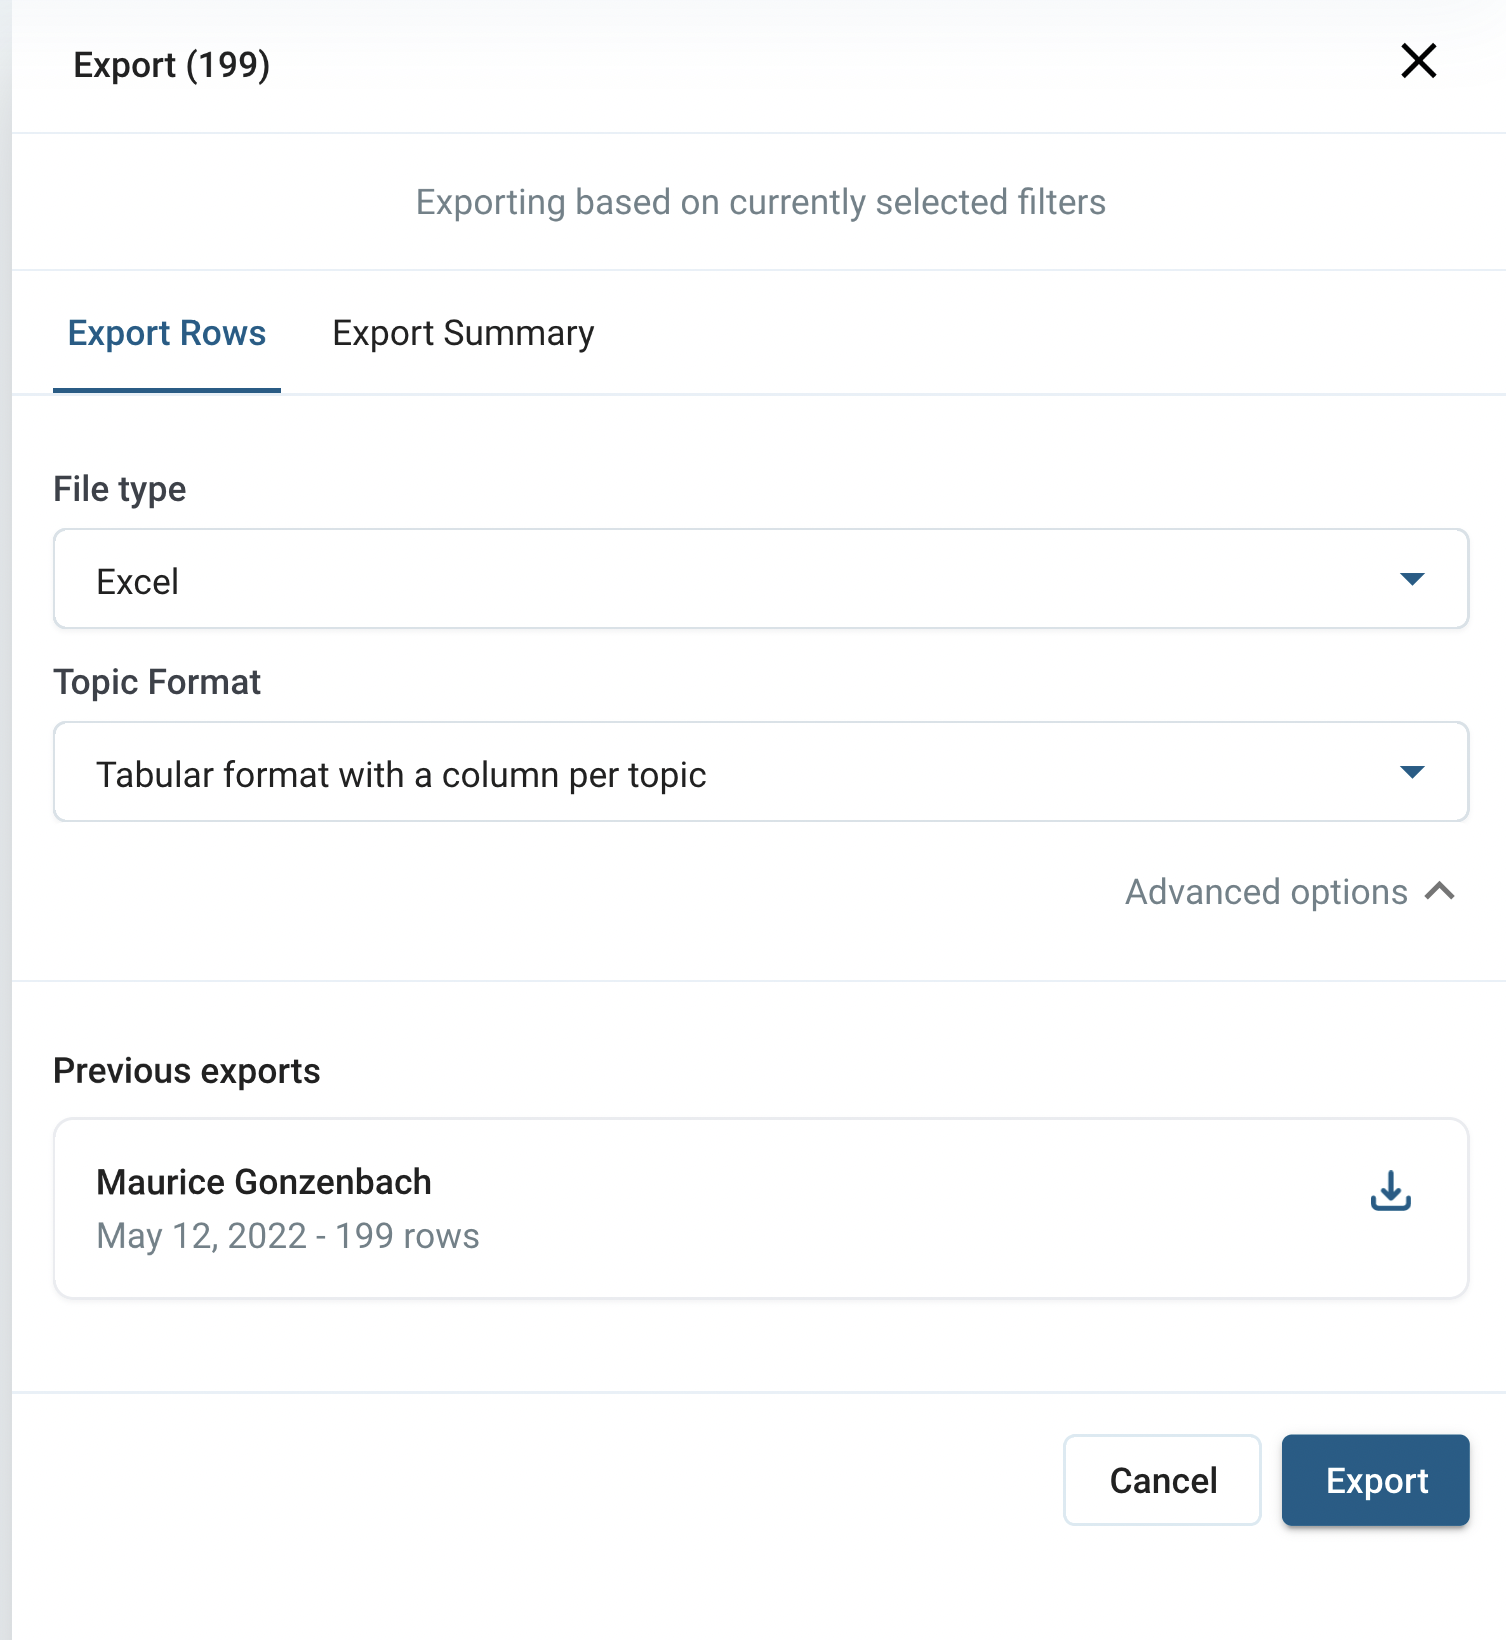 Export (199)
Exporting based on currently selected filters
Export Rows
Export Summary
File type
Excel
Topic Format
Tabular format with a column per topic
Advanced options
Previous exports
Maurice Gonzenbach
May 12, 2022 - 199 rows
Cancel
Export